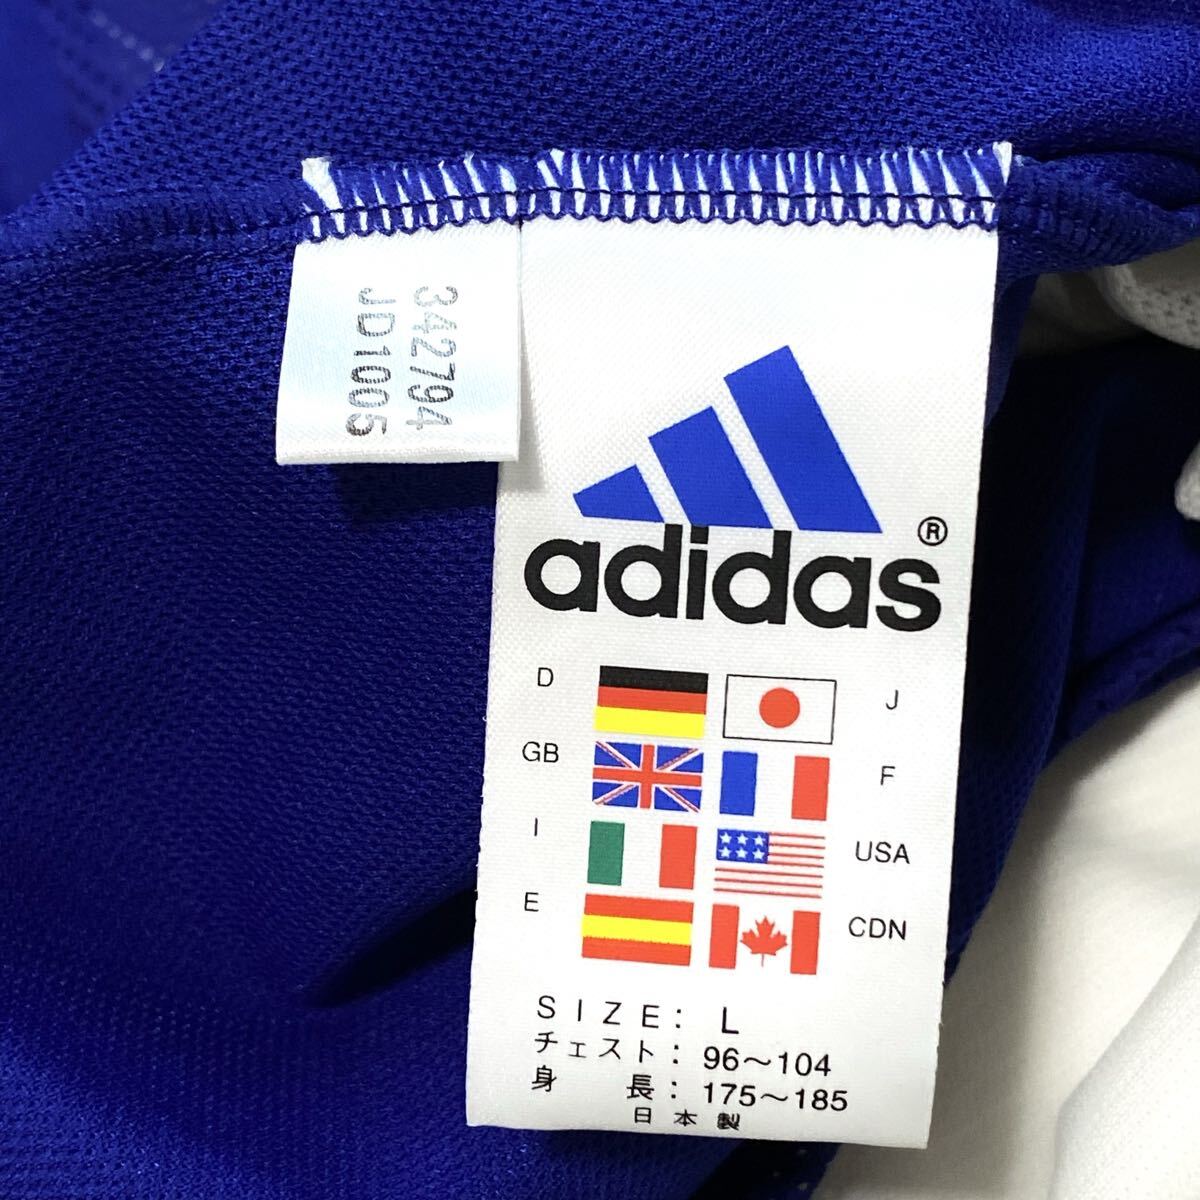 342794
JD1005
adidas®
D J
GB F
I USA
E CDN
SIZE: L
チェスト: 96～104
身長: 175～185
日本製